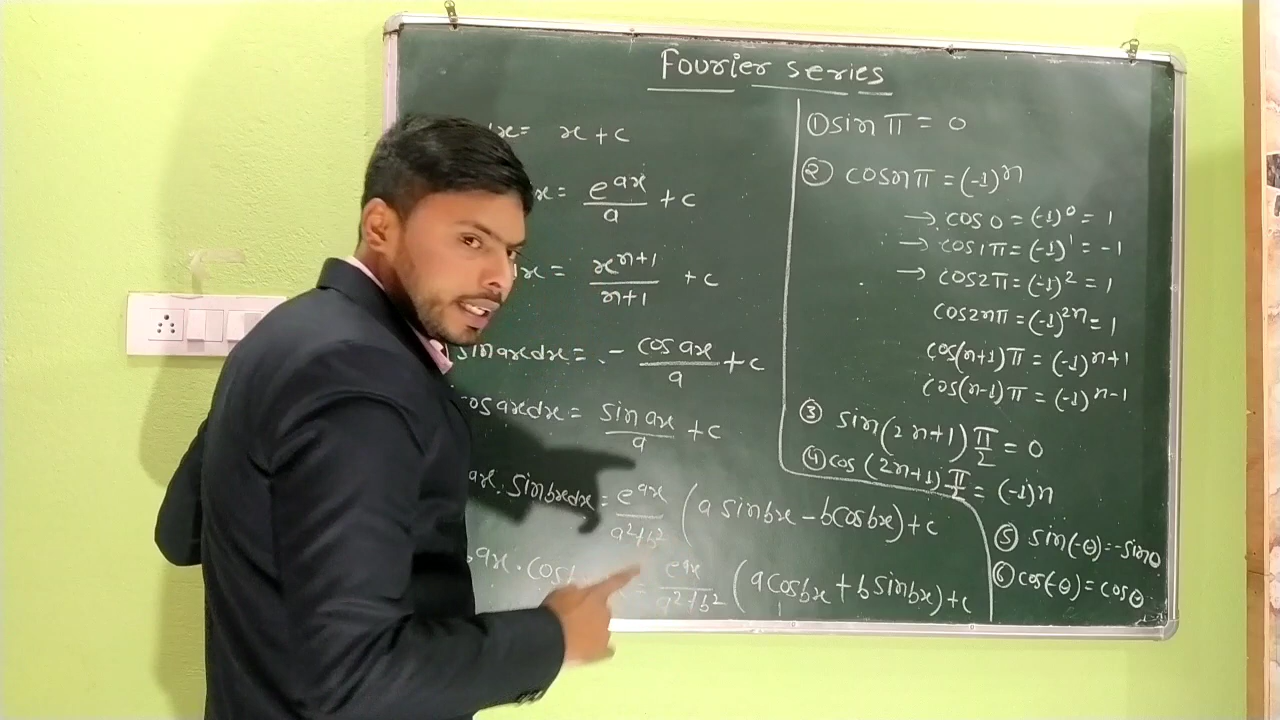 Fourier series
dx = x + c
x = e^ax / a + c
dx = x^n+1 / n+1 + c
sin ax dx = - cos ax / a + c
cos ax dx = sin ax / a + c
ax . sin bx dx = e^ax / a²+b² (a sin bx - b cos bx) + c
ax . cos b = e^ax / a²+b² (a cos bx + b sin bx) + c
① sin π = 0
② cos nπ = (-1)^n
→ cos 0 = (-1)^0 = 1
→ cos 1π = (-1)^1 = -1
→ cos 2π = (-1)^2 = 1
cos 2nπ = (-1)^2n = 1
cos(n+1)π = (-1)^n+1
cos(n-1)π = (-1)^n-1
③ sin(2n+1) π/2 = 0
④ cos (2n+1) π/2 = (-1)n
⑤ sin(-θ) = -sinθ
⑥ cos(-θ) = cosθ